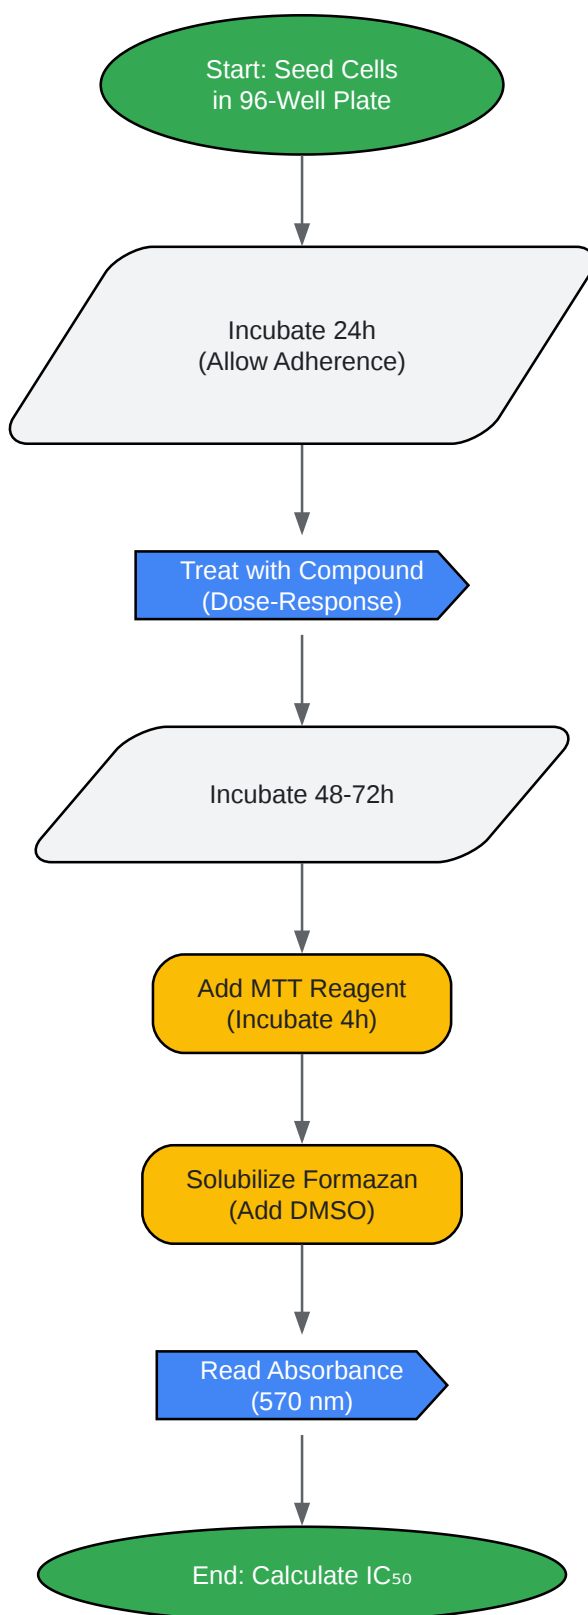 Start: Seed Cells
in 96-Well Plate
Incubate 24h
(Allow Adherence)
Treat with Compound
(Dose-Response)
Incubate 48-72h
Add MTT Reagent
(Incubate 4h)
Solubilize Formazan
(Add DMSO)
Read Absorbance
(570 nm)
End: Calculate IC₅₀